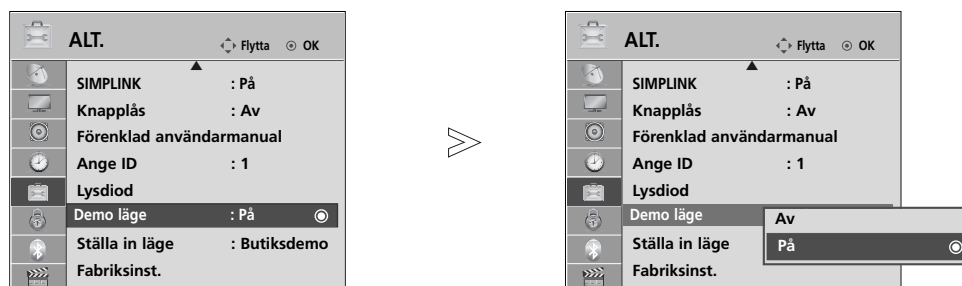 ALT. Flytta OK
SIMPLINK : På
Knapplås : Av
Förenklad användarmanual
Ange ID : 1
Lysdiod
Demo läge : På
Ställa in läge : Butiksdemo
Fabriksinst.
ALT. Flytta OK
SIMPLINK : På
Knapplås : Av
Förenklad användarmanual
Ange ID : 1
Lysdiod
Demo läge
Av
Ställa in läge
På
Fabriksinst.